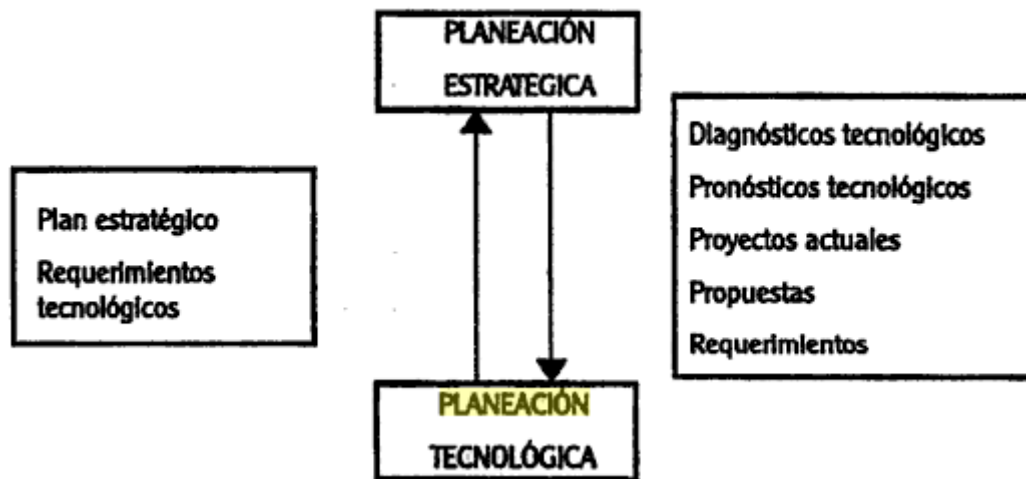 PLANEACIÓN
ESTRATEGICA
Plan estratégico
Requerimientos
tecnológicos
Diagnósticos tecnológicos
Pronósticos tecnológicos
Proyectos actuales
Propuestas
Requerimientos
PLANEACIÓN
TECNOLÓGICA